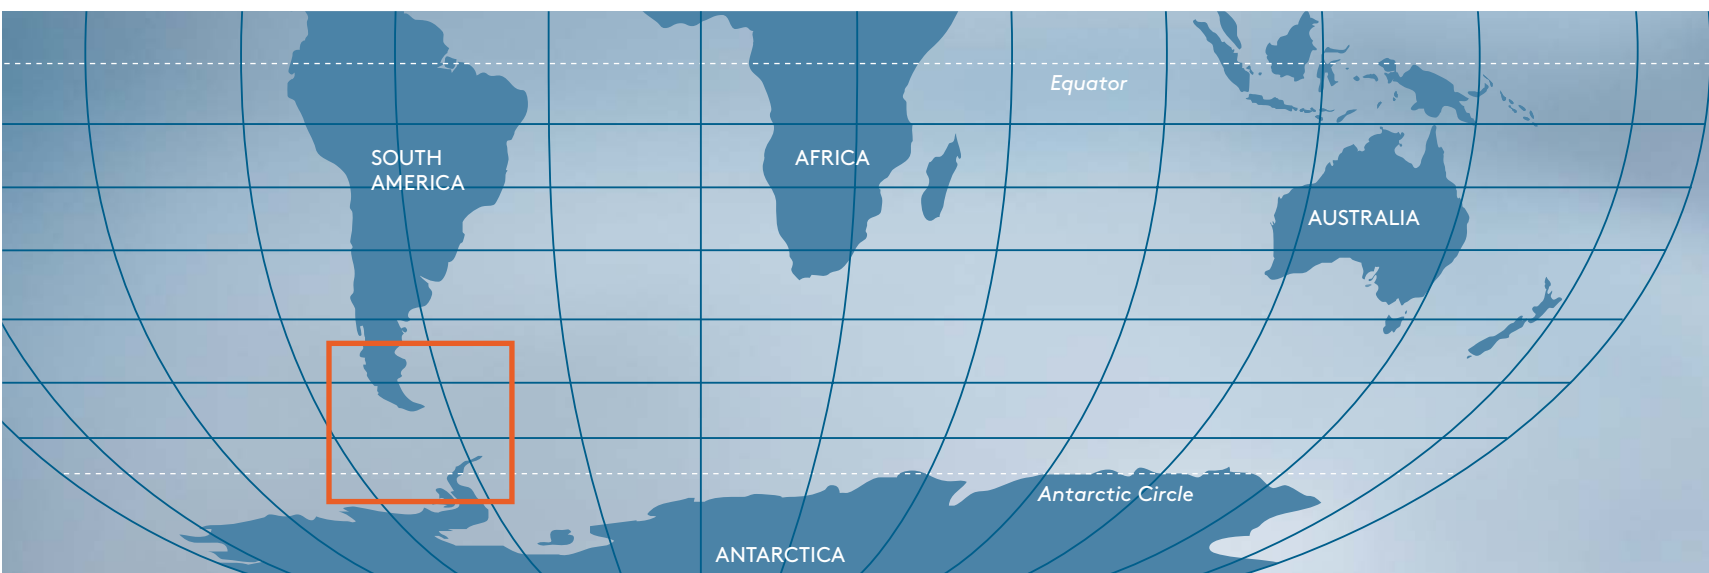 Equator
SOUTH
AMERICA
AFRICA
AUSTRALIA
Antarctic Circle
ANTARCTICA